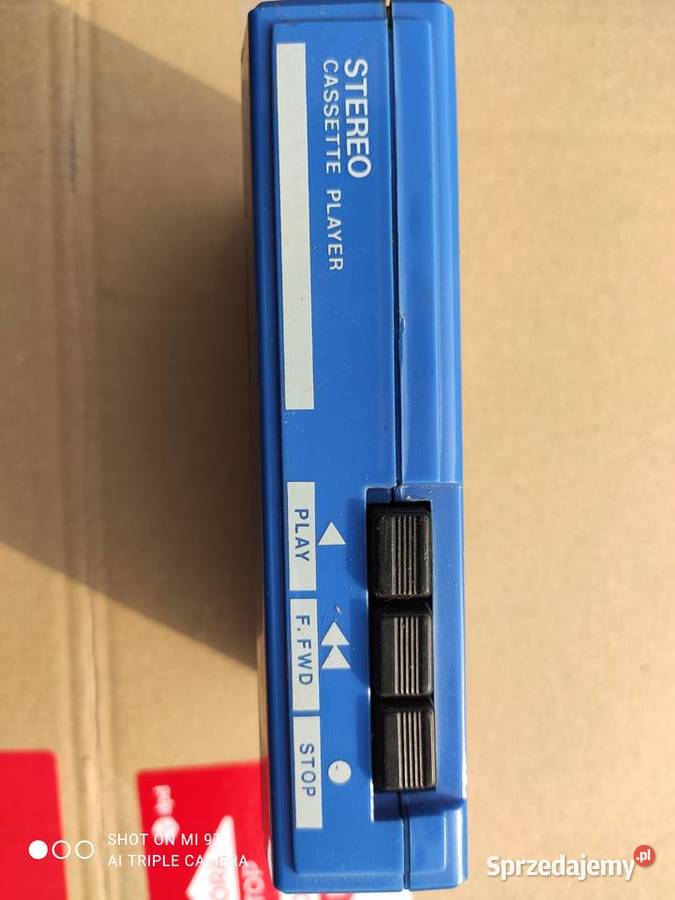 STEREO
CASSETTE PLAYER
PLAY
F. FWD
STOP
SHOT ON MI 9T
AI TRIPLE CAMERA
Sprzedajemy.pl